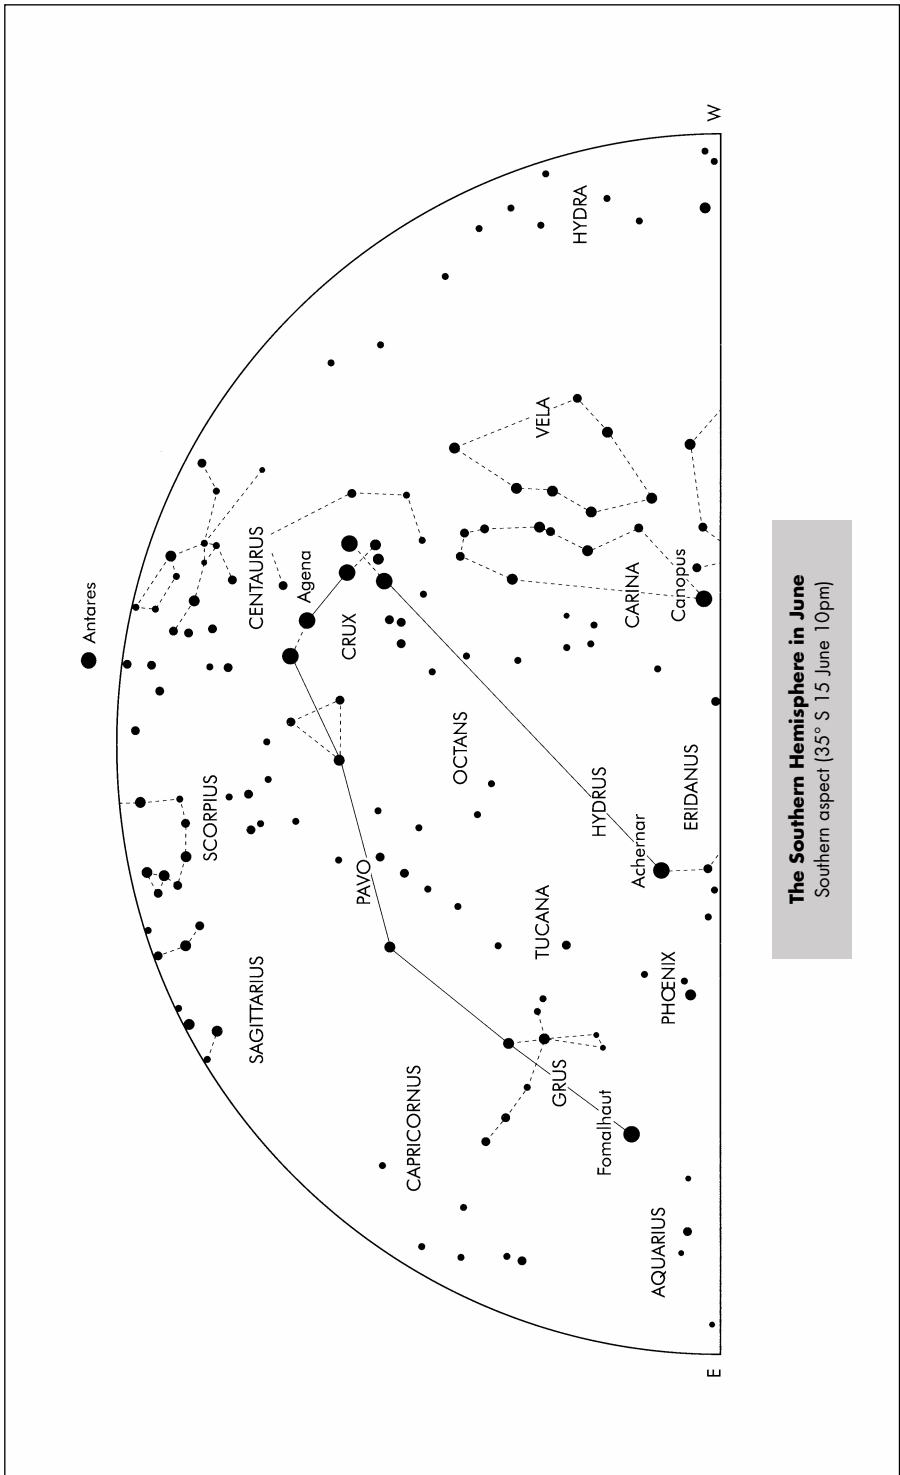 Antares
CENTAURUS
Agena
CRUX
SCORPIUS
SAGITTARIUS
PAVO
CAPRICORNUS
OCTANS
VELA
HYDRA
TUCANA
GRUS
HYDRUS
CARINA
Canopus
Achernar
Fomalhaut
PHŒNIX
ERIDANUS
AQUARIUS
E
W
The Southern Hemisphere in June
Southern aspect (35° S 15 June 10pm)